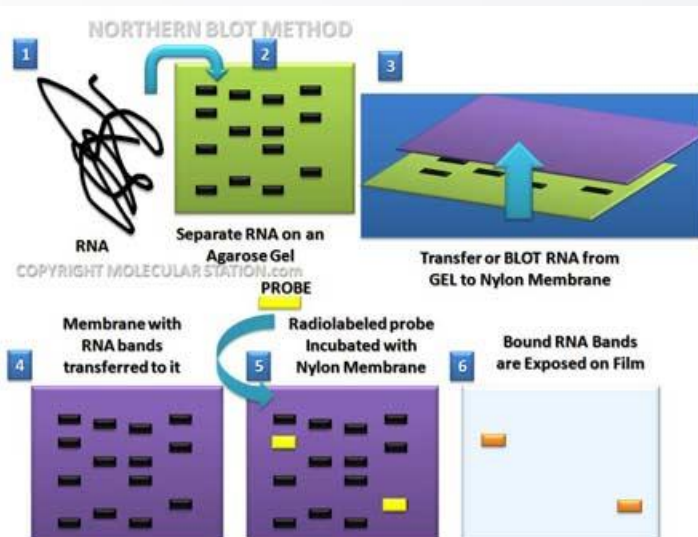 NORTHERN BLOT METHOD
1
2
3
RNA
Separate RNA on an
Agarose Gel
Transfer or BLOT RNA from
GEL to Nylon Membrane
COPYRIGHT MOLECULARSTATION.com
PROBE
Membrane with
RNA bands
transferred to it
Radiolabeled probe
Incubated with
Nylon Membrane
Bound RNA Bands
are Exposed on Film
4
5
6